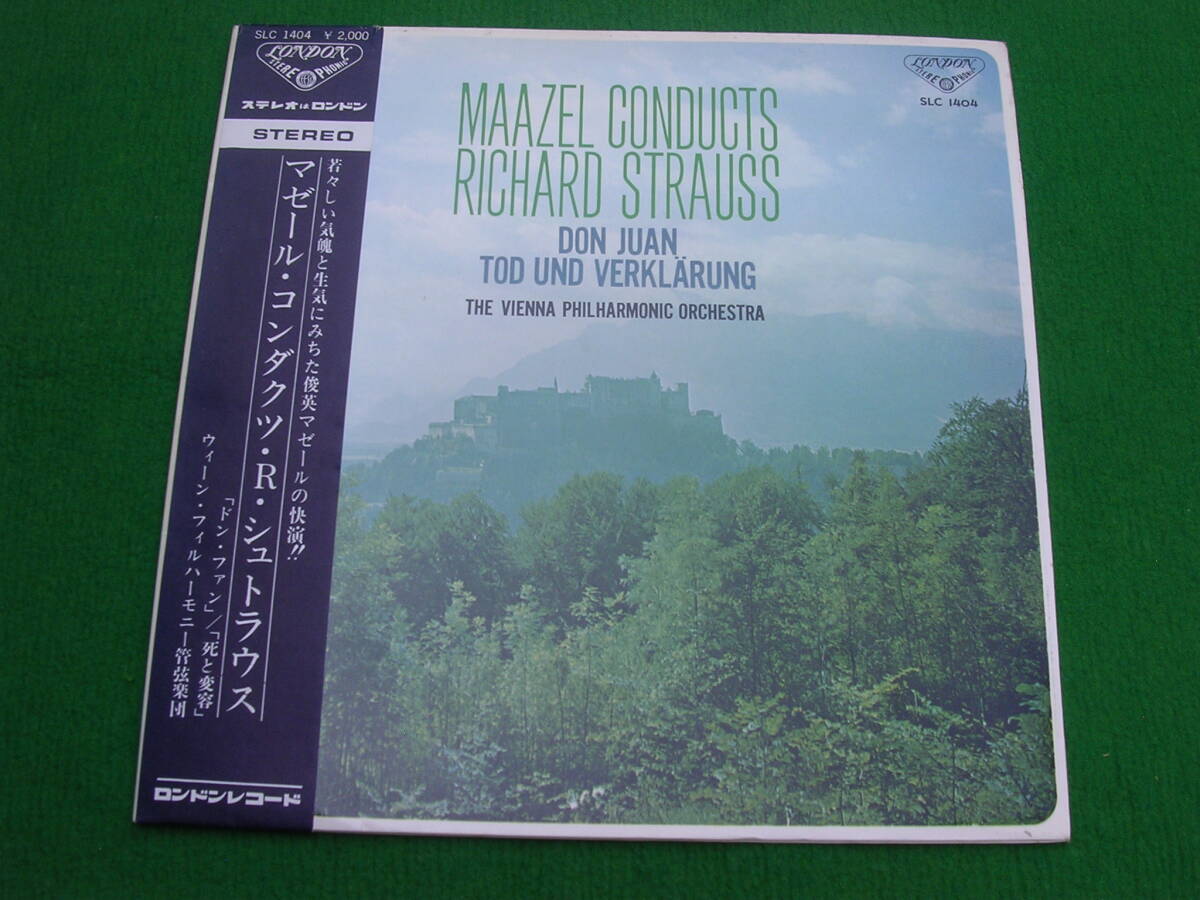 SLC 1404 ¥ 2,000
LONDON
STEREO PHONIC
ステレオはロンドン
STEREO
若々しい気魄と生気にみちた俊英マゼールの快演!!
マゼール・コンダクツ・R・シュトラウス
「ドン・ファン」/「死と変容」
ウィーン・フィルハーモニー管弦楽団
ロンドンレコード
MAAZEL CONDUCTS
RICHARD STRAUSS
DON JUAN
TOD UND VERKLÄRUNG
THE VIENNA PHILHARMONIC ORCHESTRA
LONDON
STEREO PHONIC
SLC 1404